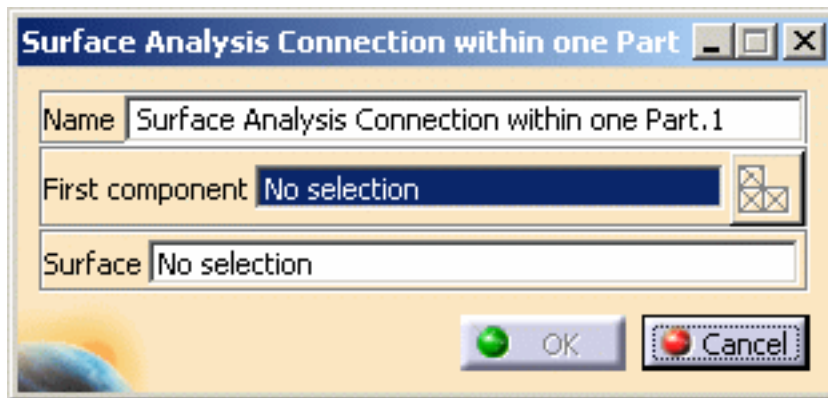 Surface Analysis Connection within one Part
Name Surface Analysis Connection within one Part.1
First component No selection
Surface No selection
OK Cancel